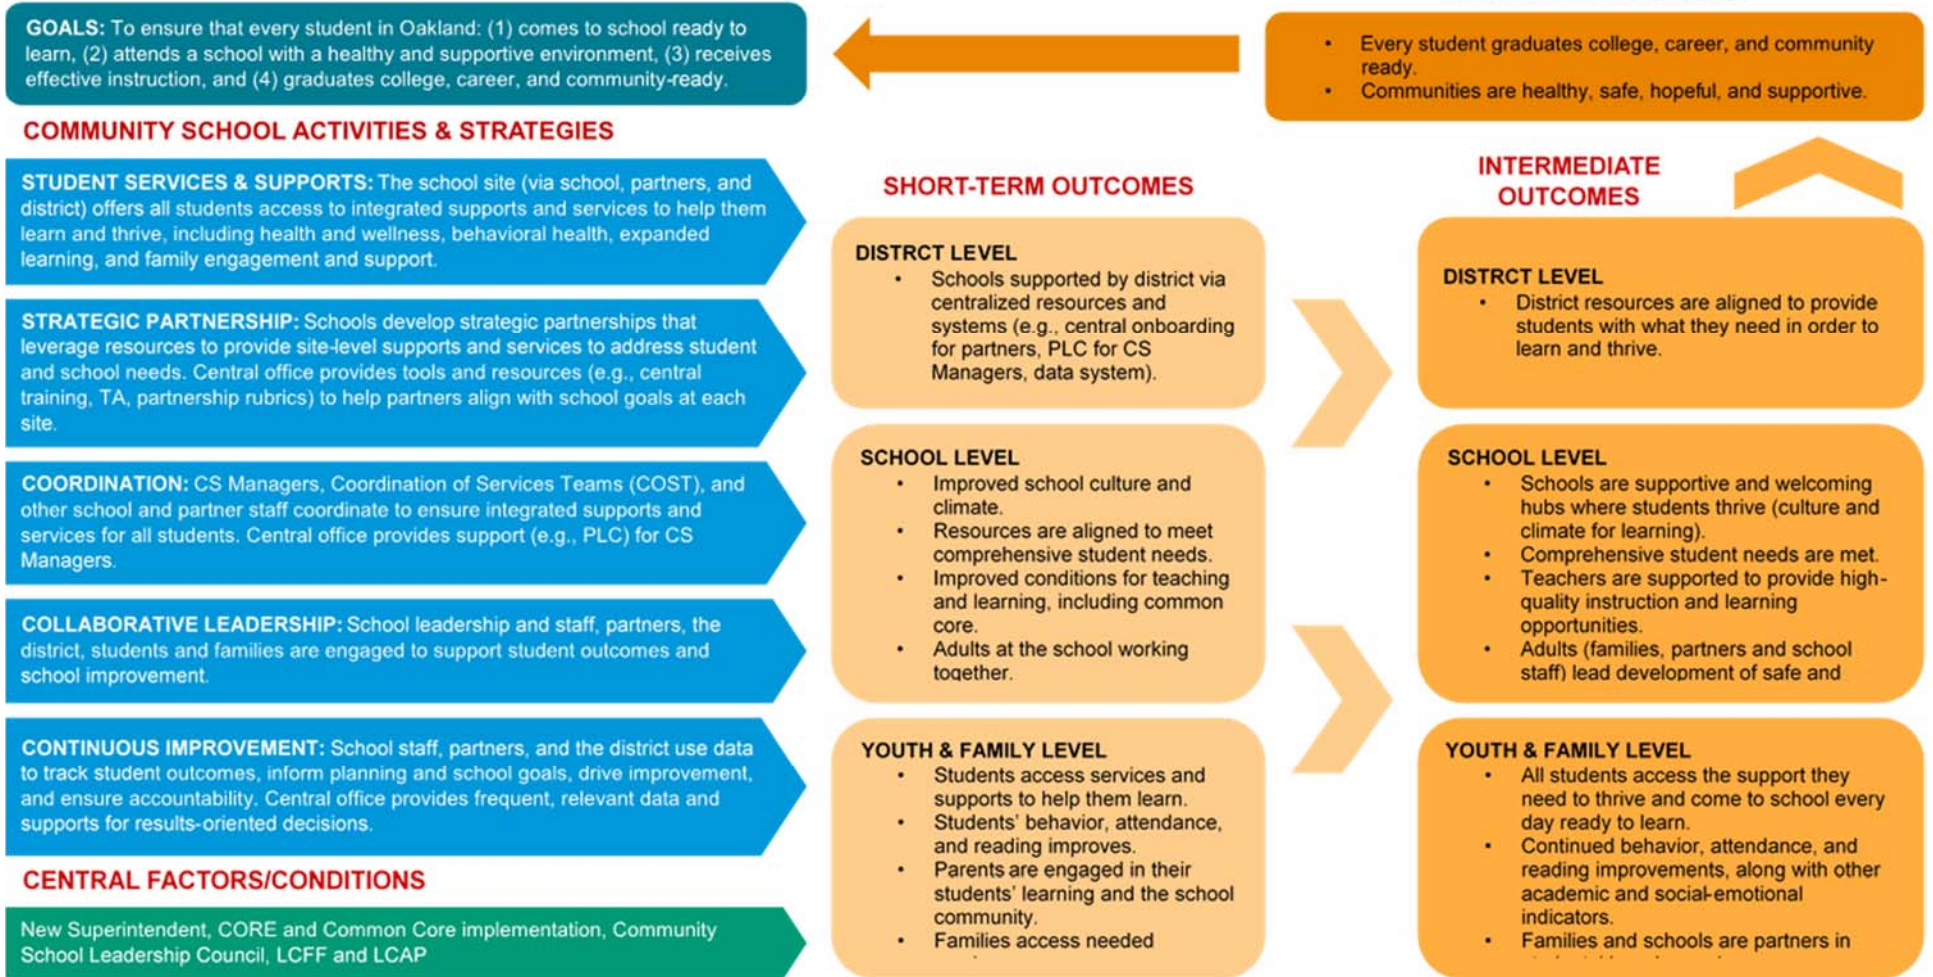 GOALS: To ensure that every student in Oakland: (1) comes to school ready to
learn, (2) attends a school with a healthy and supportive environment, (3) receives
effective instruction, and (4) graduates college, career, and community-ready.
• Every student graduates college, career, and community
ready.
• Communities are healthy, safe, hopeful, and supportive.
COMMUNITY SCHOOL ACTIVITIES & STRATEGIES
STUDENT SERVICES & SUPPORTS: The school site (via school, partners, and
district) offers all students access to integrated supports and services to help them
learn and thrive, including health and wellness, behavioral health, expanded
learning, and family engagement and support.
STRATEGIC PARTNERSHIP: Schools develop strategic partnerships that
leverage resources to provide site-level supports and services to address student
and school needs. Central office provides tools and resources (e.g., central
training, TA, partnership rubrics) to help partners align with school goals at each
site.
COORDINATION: CS Managers, Coordination of Services Teams (COST), and
other school and partner staff coordinate to ensure integrated supports and
services for all students. Central office provides support (e.g., PLC) for CS
Managers.
COLLABORATIVE LEADERSHIP: School leadership and staff, partners, the
district, students and families are engaged to support student outcomes and
school improvement.
CONTINUOUS IMPROVEMENT: School staff, partners, and the district use data
to track student outcomes, inform planning and school goals, drive improvement,
and ensure accountability. Central office provides frequent, relevant data and
supports for results-oriented decisions.
CENTRAL FACTORS/CONDITIONS
New Superintendent, CORE and Common Core implementation, Community
School Leadership Council, LCFF and LCAP
SHORT-TERM OUTCOMES
DISTRCT LEVEL
• Schools supported by district via
centralized resources and
systems (e.g., central onboarding
for partners, PLC for CS
Managers, data system).
SCHOOL LEVEL
• Improved school culture and
climate.
• Resources are aligned to meet
comprehensive student needs.
• Improved conditions for teaching
and learning, including common
core.
• Adults at the school working
together.
YOUTH & FAMILY LEVEL
• Students access services and
supports to help them learn.
• Students' behavior, attendance,
and reading improves.
• Parents are engaged in their
students' learning and the school
community.
• Families access needed
INTERMEDIATE
OUTCOMES
DISTRCT LEVEL
• District resources are aligned to provide
students with what they need in order to
learn and thrive.
SCHOOL LEVEL
• Schools are supportive and welcoming
hubs where students thrive (culture and
climate for learning).
• Comprehensive student needs are met.
• Teachers are supported to provide high-
quality instruction and learning
opportunities.
• Adults (families, partners and school
staff) lead development of safe and
YOUTH & FAMILY LEVEL
• All students access the support they
need to thrive and come to school every
day ready to learn.
• Continued behavior, attendance, and
reading improvements, along with other
academic and social-emotional
indicators.
• Families and schools are partners in